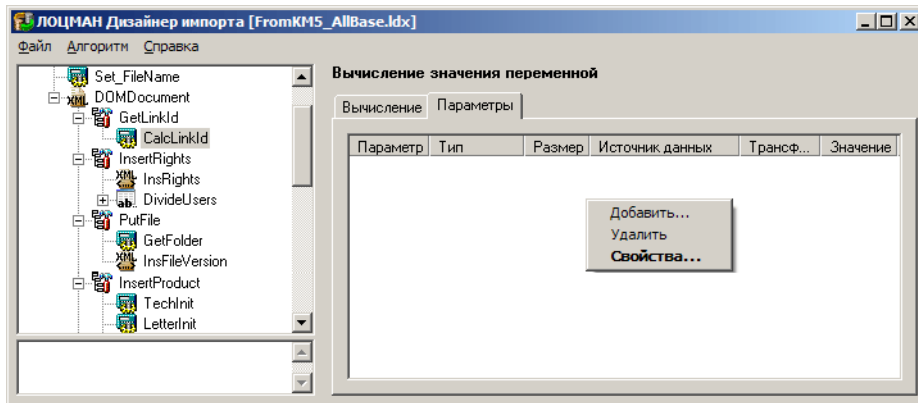 ЛОЦМАН Дизайнер импорта [FromKM5_AllBase.ldx]
Файл Алгоритм Справка
Set_FileName
DOMDocument
GetLinkId
CalcLinkId
InsertRights
InsRights
DivideUsers
PutFile
GetFolder
InsFileVersion
InsertProduct
TechInit
LetterInit
Вычисление значения переменной
Вычисление Параметры
Параметр Тип Размер Источник данных Трансф... Значение
Добавить...
Удалить
Свойства...